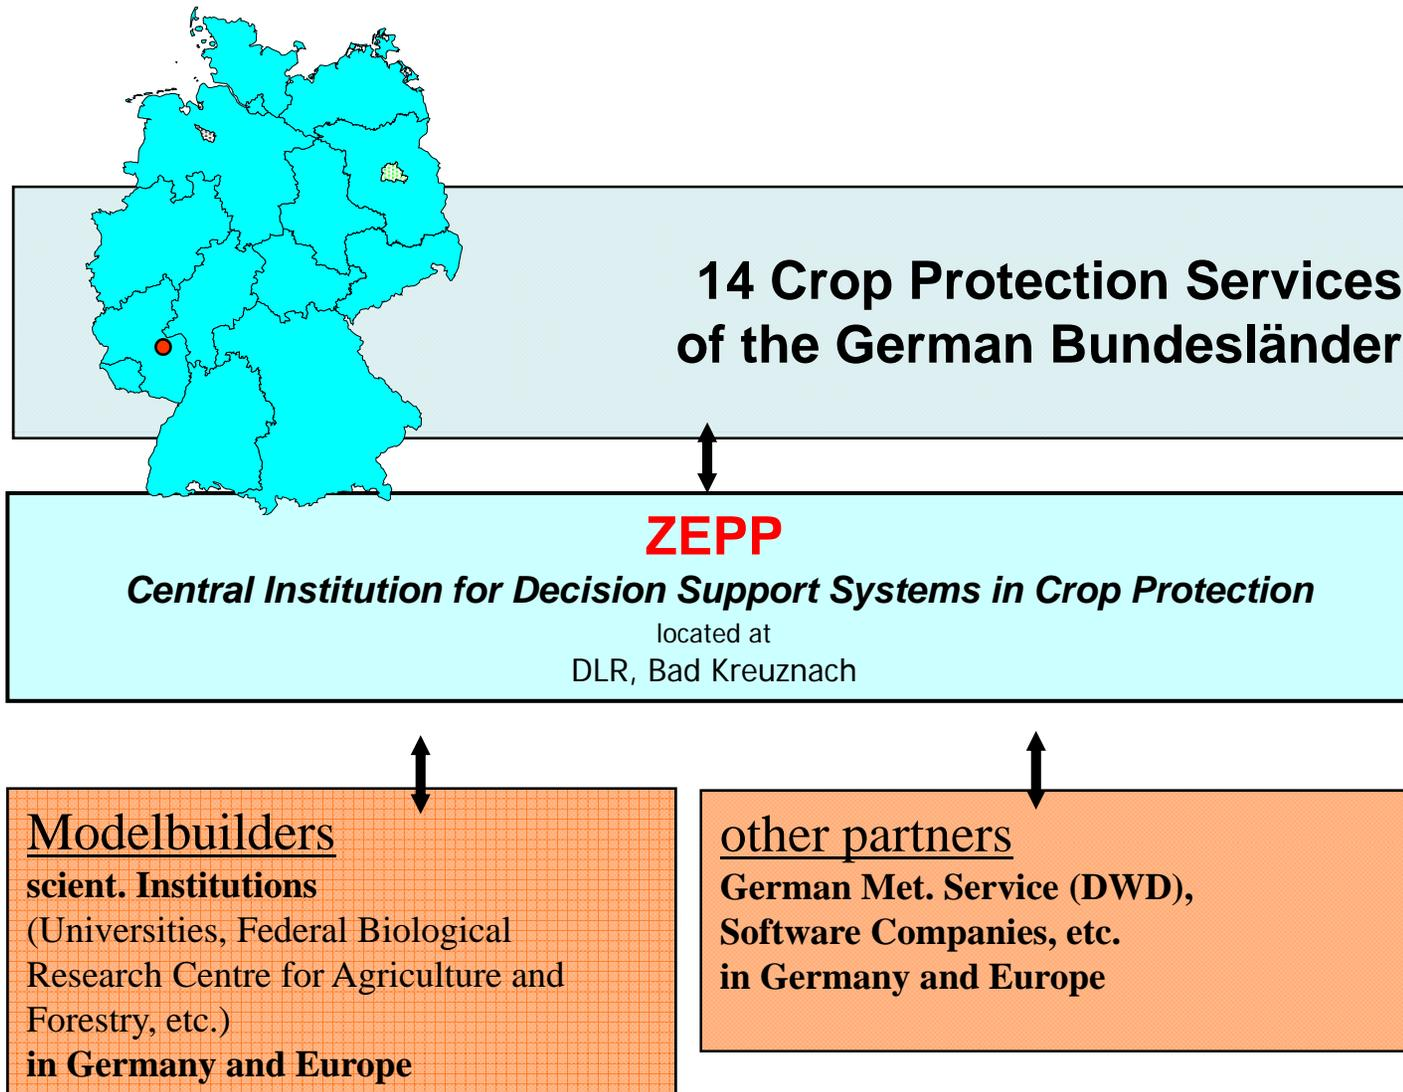 14 Crop Protection Services
of the German Bundesländer
ZEPP
Central Institution for Decision Support Systems in Crop Protection
located at
DLR, Bad Kreuznach
Modelbuilders
scient. Institutions
(Universities, Federal Biological
Research Centre for Agriculture and
Forestry, etc.)
in Germany and Europe
other partners
German Met. Service (DWD),
Software Companies, etc.
in Germany and Europe